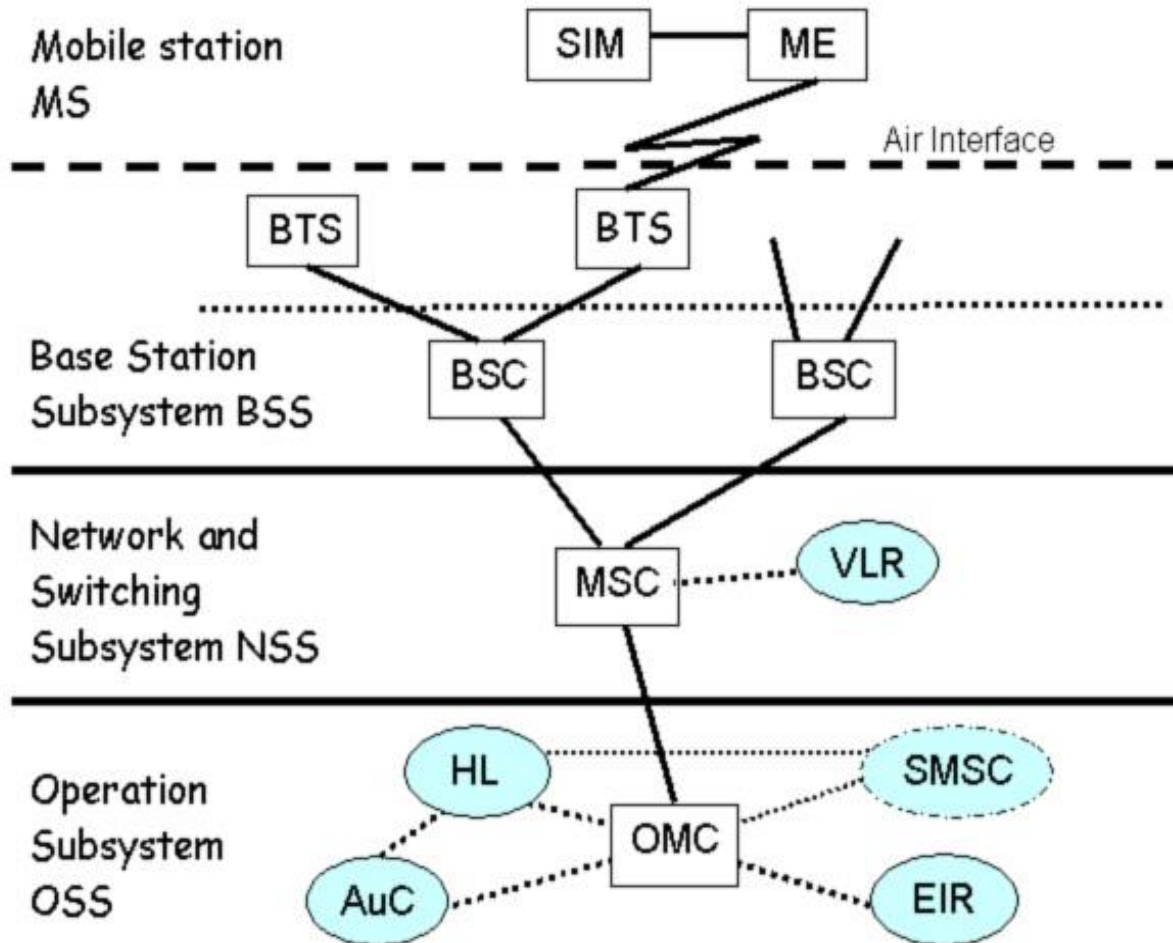 Mobile station
MS
SIM
ME
Air Interface
BTS
BTS
Base Station
Subsystem BSS
BSC
BSC
Network and
Switching
Subsystem NSS
MSC
VLR
Operation
Subsystem
OSS
HL
SMSC
OMC
AuC
EIR